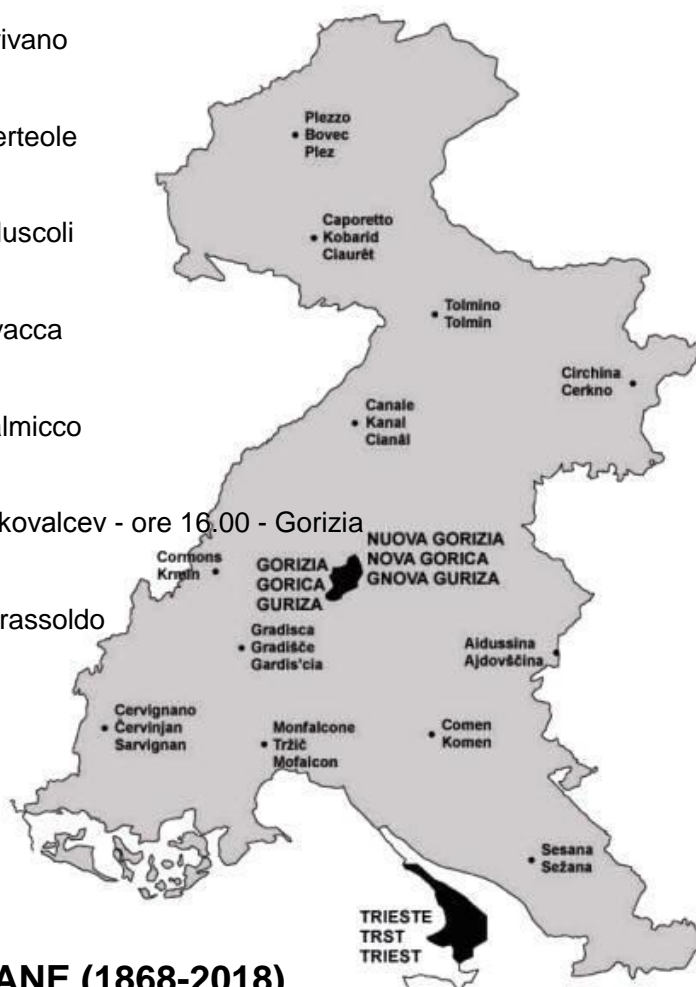 ivano
erteole
luscoli
vacca
almicco
kovalcev - ore 16.00 - Gorizia
rassoldo
Plezzo
Bovec
Plez
Caporetto
Kobarid
Ciaurêt
Tolmino
Tolmin
Circhina
Cerkno
Canale
Kanal
Cianâl
NUOVA GORIZIA
NOVA GORICA
GNOVA GURIZA
GORIZIA
GORICA
GURIZA
Cormons
Krmin
Gradisca
Gradišče
Gardis'cia
Aidussina
Ajdovščina
Cervignano
Červinjan
Sarvignan
Monfalcone
Tržič
Mofalcon
Comen
Komen
Sesana
Sežana
TRIESTE
TRST
TRIEST
ANE (1868-2018)